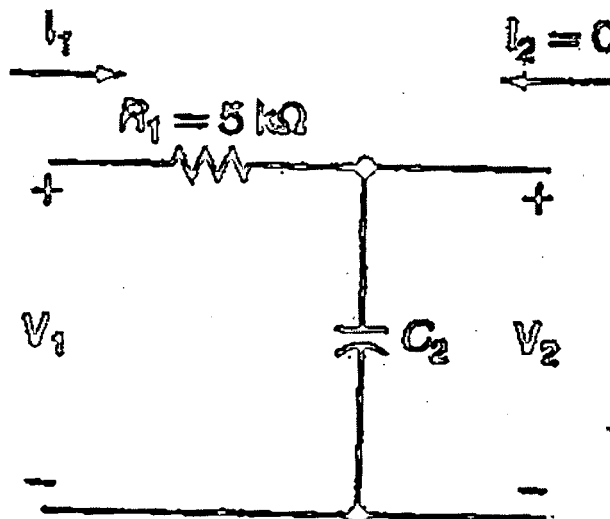 I₁ I₂ = 0
R₁ = 5 kΩ
+ +
V₁ C₂ V₂
− −